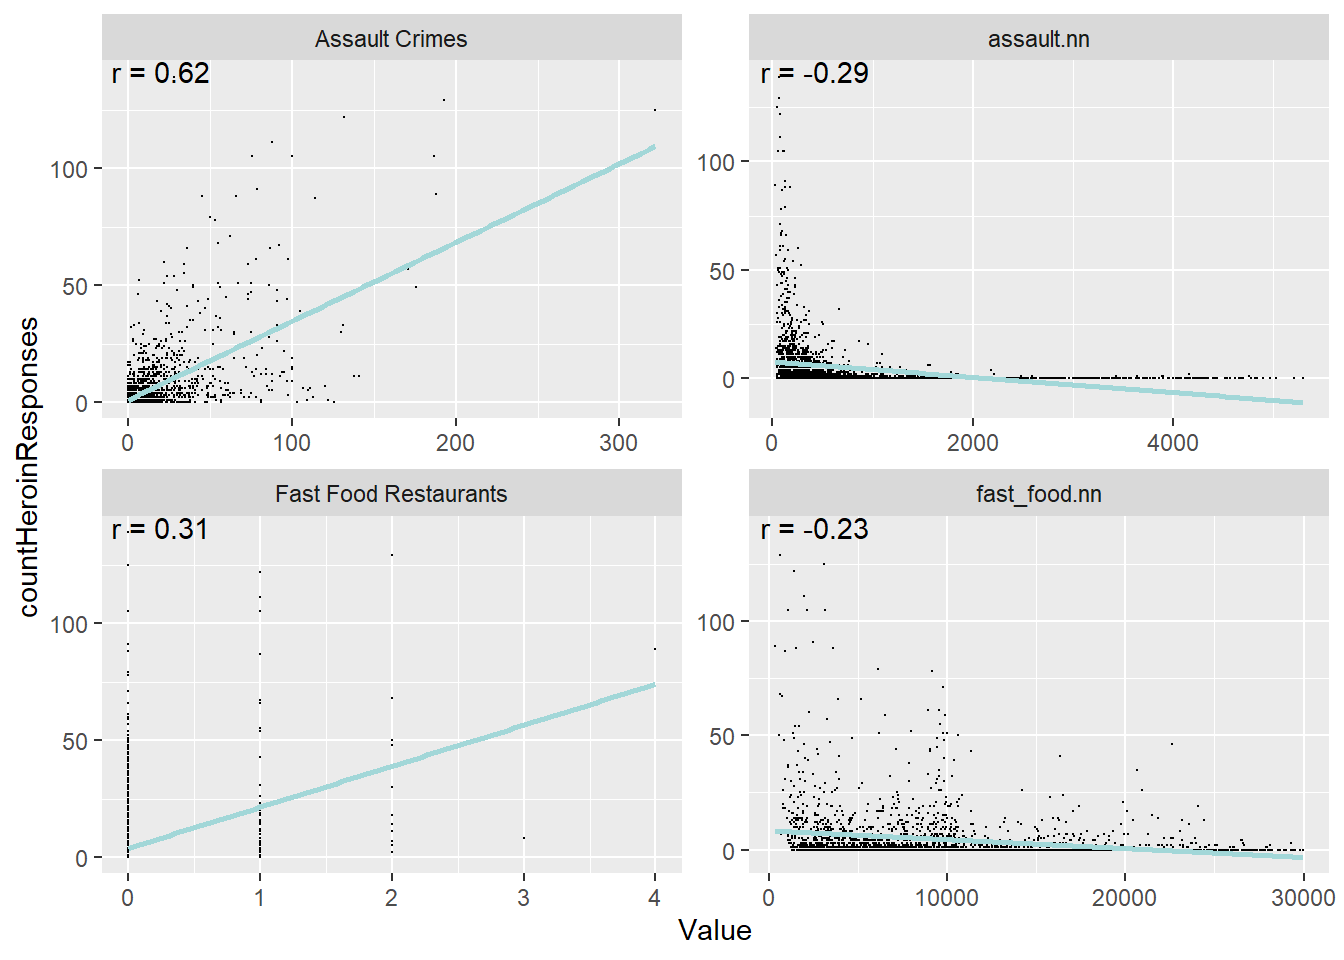 Assault Crimes
r = 0.62
100
50
0
0 100 200 300
assault.nn
r = -0.29
100
50
0
0 2000 4000
Fast Food Restaurants
r = 0.31
100
50
0
0 1 2 3 4
fast_food.nn
r = -0.23
100
50
0
0 10000 20000 30000
countHeroinResponses
Value